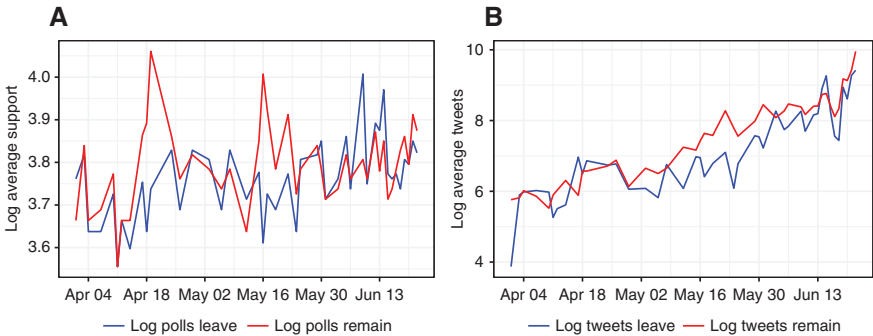 A
Log average support
4.0
3.9
3.8
3.7
3.6
Apr 04 Apr 18 May 02 May 16 May 30 Jun 13
Log polls leave Log polls remain
B
Log average tweets
10
8
6
4
Apr 04 Apr 18 May 02 May 16 May 30 Jun 13
Log tweets leave Log tweets remain